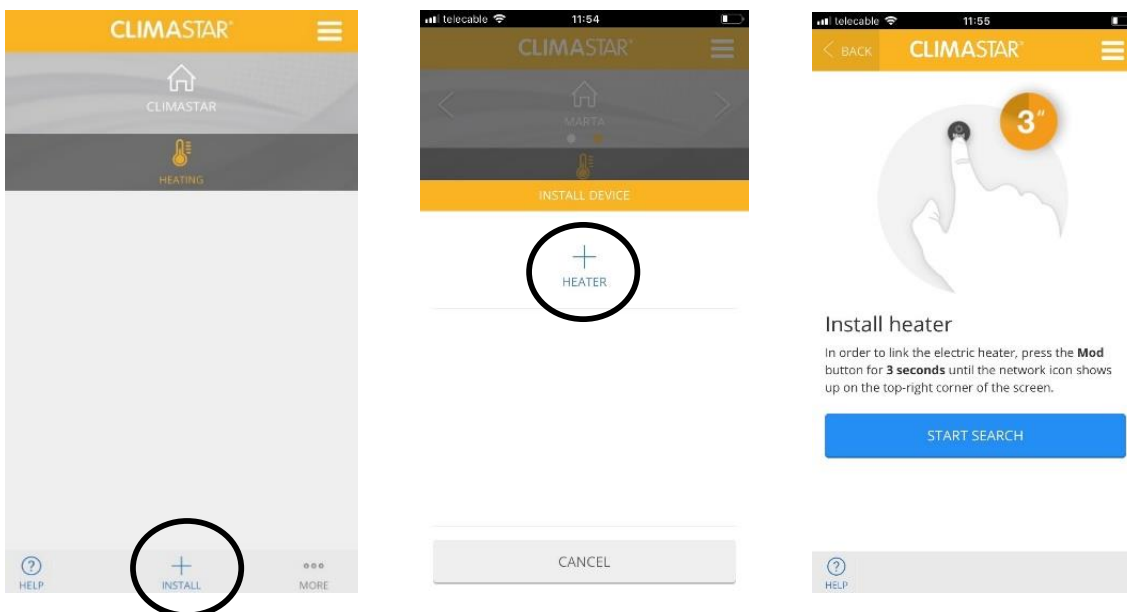 CLIMASTAR®
CLIMASTAR
HEATING
? HELP
INSTALL
MORE
telecable 11:54
CLIMASTAR®
MARTA
INSTALL DEVICE
HEATER
CANCEL
telecable 11:55
< BACK CLIMASTAR®
3"
Mod
Install heater
In order to link the electric heater, press the Mod
button for 3 seconds until the network icon shows
up on the top-right corner of the screen.
START SEARCH
? HELP